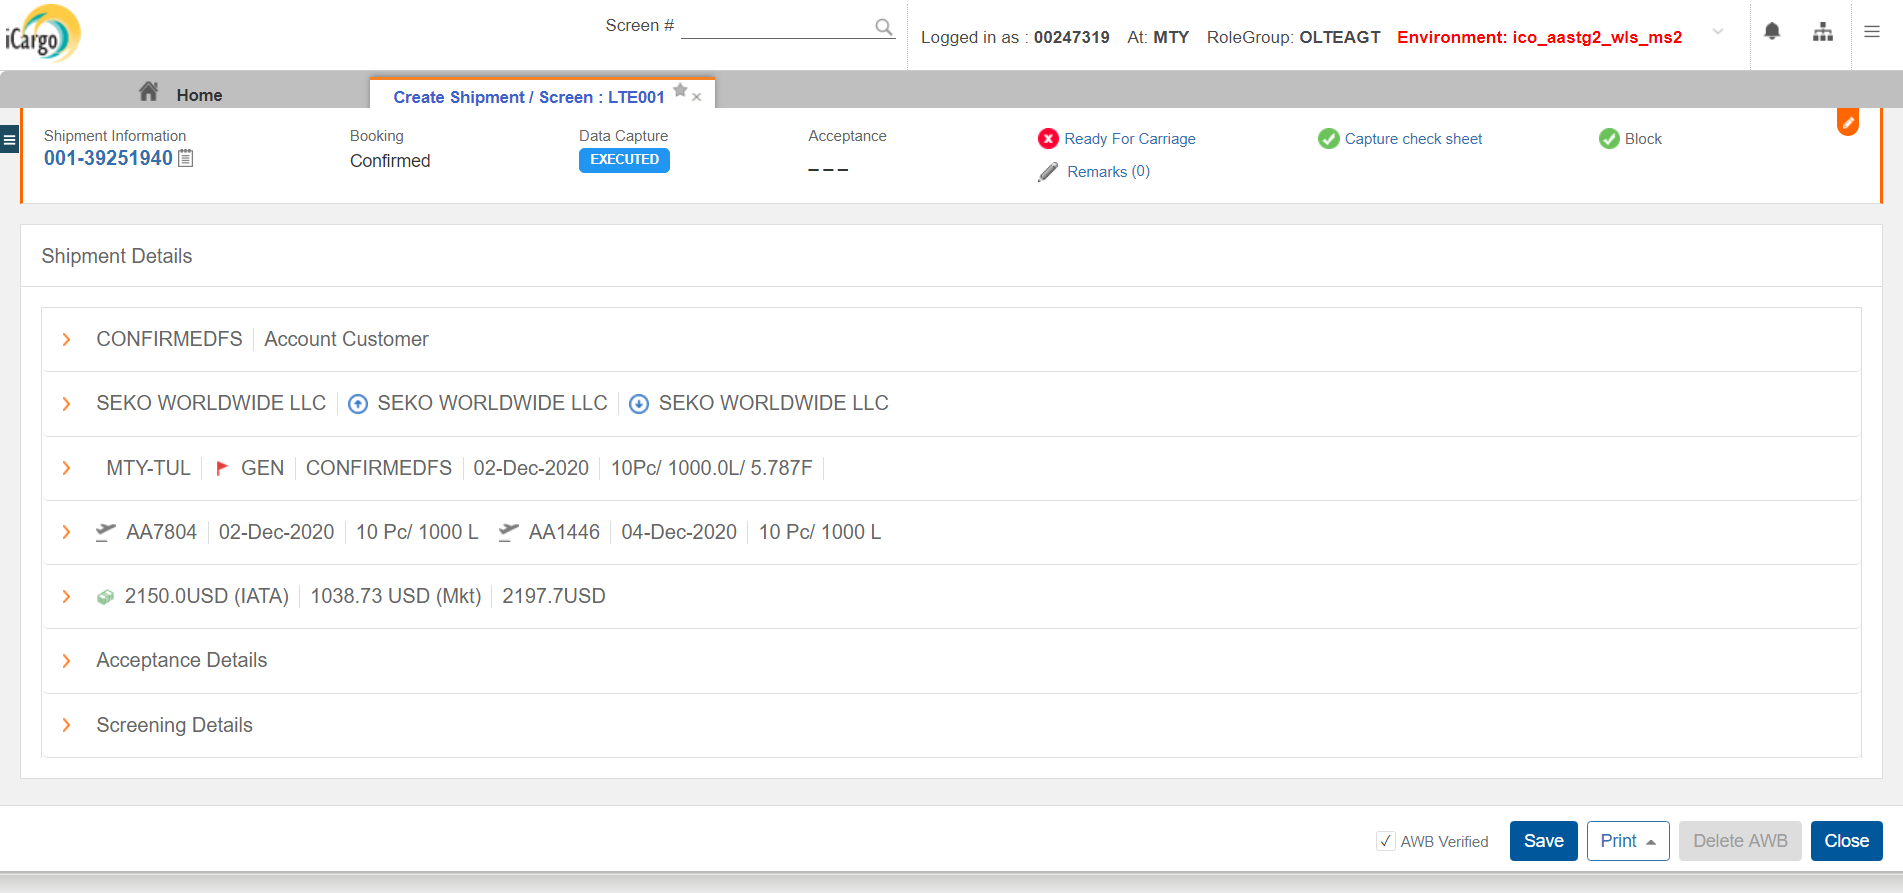 iCargo
Screen #
Logged in as : 00247319 At: MTY RoleGroup: OLTEAGT Environment: ico_aastg2_wls_ms2
Home
Create Shipment / Screen : LTE001
Shipment Information
001-39251940
Booking
Confirmed
Data Capture
EXECUTED
Acceptance
---
Ready For Carriage
Remarks (0)
Capture check sheet
Block
Shipment Details
CONFIRMEDFS Account Customer
SEKO WORLDWIDE LLC SEKO WORLDWIDE LLC SEKO WORLDWIDE LLC
MTY-TUL GEN CONFIRMEDFS 02-Dec-2020 10Pc/ 1000.0L/ 5.787F
AA7804 02-Dec-2020 10 Pc/ 1000 L AA1446 04-Dec-2020 10 Pc/ 1000 L
2150.0USD (IATA) 1038.73 USD (Mkt) 2197.7USD
Acceptance Details
Screening Details
AWB Verified Save Print Delete AWB Close